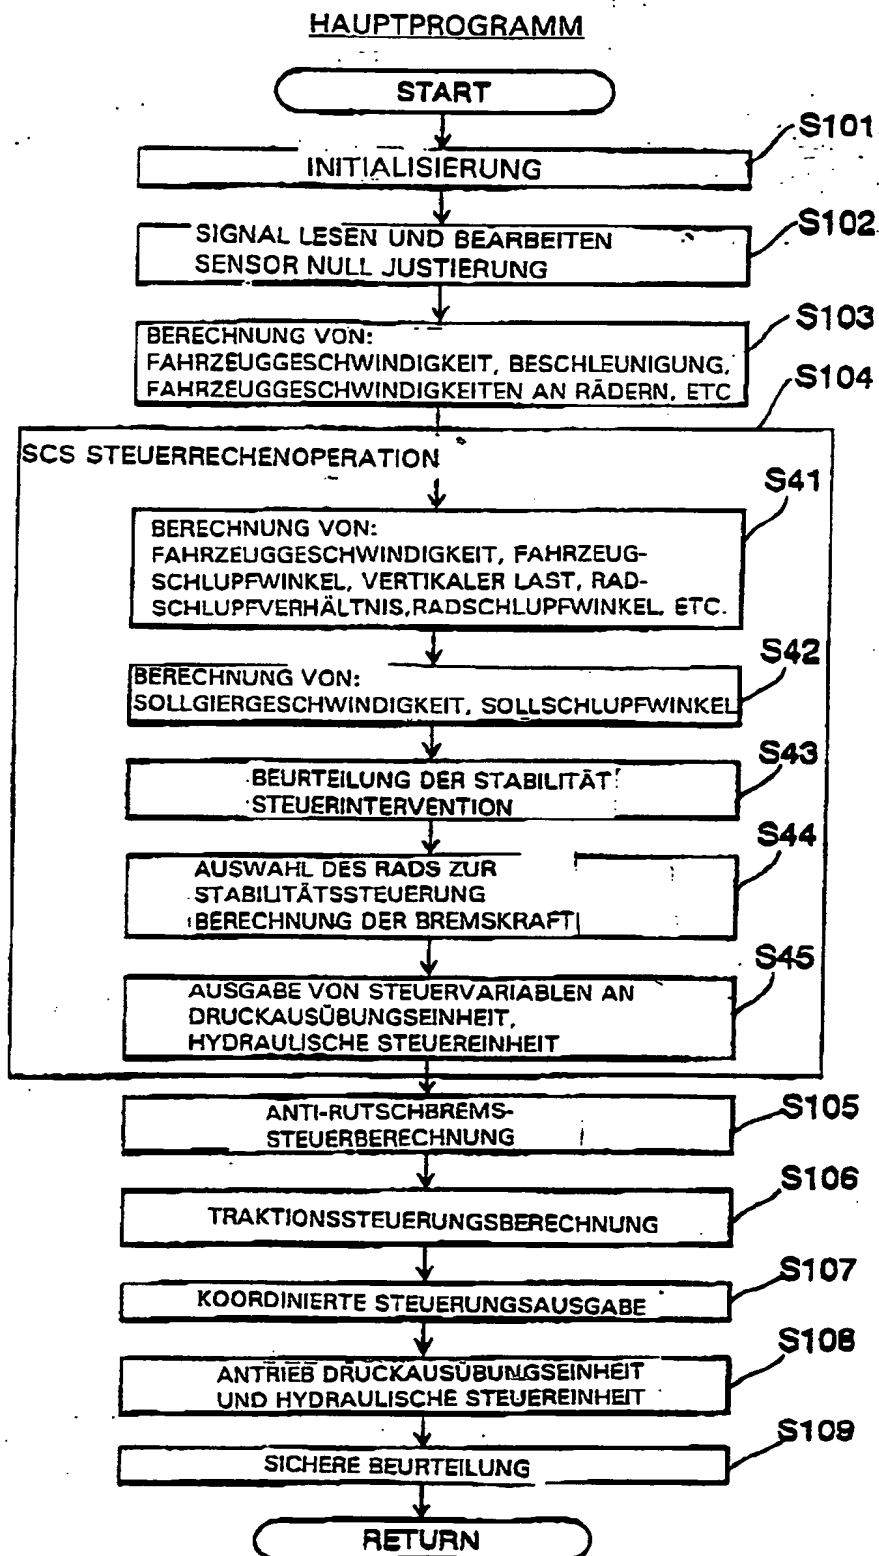 HAUPTPROGRAMM
START
S101
INITIALISIERUNG
S102
SIGNAL LESEN UND BEARBEITEN
SENSOR NULL JUSTIERUNG
S103
BERECHNUNG VON:
FAHRZEUGGESCHWINDIGKEIT, BESCHLEUNIGUNG,
FAHRZEUGGESCHWINDIGKEITEN AN RÄDERN, ETC
S104
SCS STEUERRECHENOPERATION
S41
BERECHNUNG VON:
FAHRZEUGGESCHWINDIGKEIT, FAHRZEUG-
SCHLUPFWINKEL, VERTIKALER LAST, RAD-
SCHLUPFVERHÄLTNIS, RADSCHLUPFWINKEL, ETC.
S42
BERECHNUNG VON:
SOLLGIERGESCHWINDIGKEIT, SOLLSCHLUPFWINKEL
S43
BEURTEILUNG DER STABILITÄT
STEUERINTERVENTION
S44
AUSWAHL DES RADS ZUR
STABILITÄTSSTEUERUNG
BERECHNUNG DER BREMSKRAFT
S45
AUSGABE VON STEUERVARIABLEN AN
DRUCKAUSÜBUNGSEINHEIT,
HYDRAULISCHE STEUEREINHEIT
S105
ANTI-RUTSCHBREMS-
STEUERBERECHNUNG
S106
TRAKTIONSSTEUERUNGSBERECHNUNG
S107
KOORDINIERTE STEUERUNGSAUSGABE
S108
ANTRIEB DRUCKAUSÜBUNGSEINHEIT
UND HYDRAULISCHE STEUEREINHEIT
S109
SICHERE BEURTEILUNG
RETURN